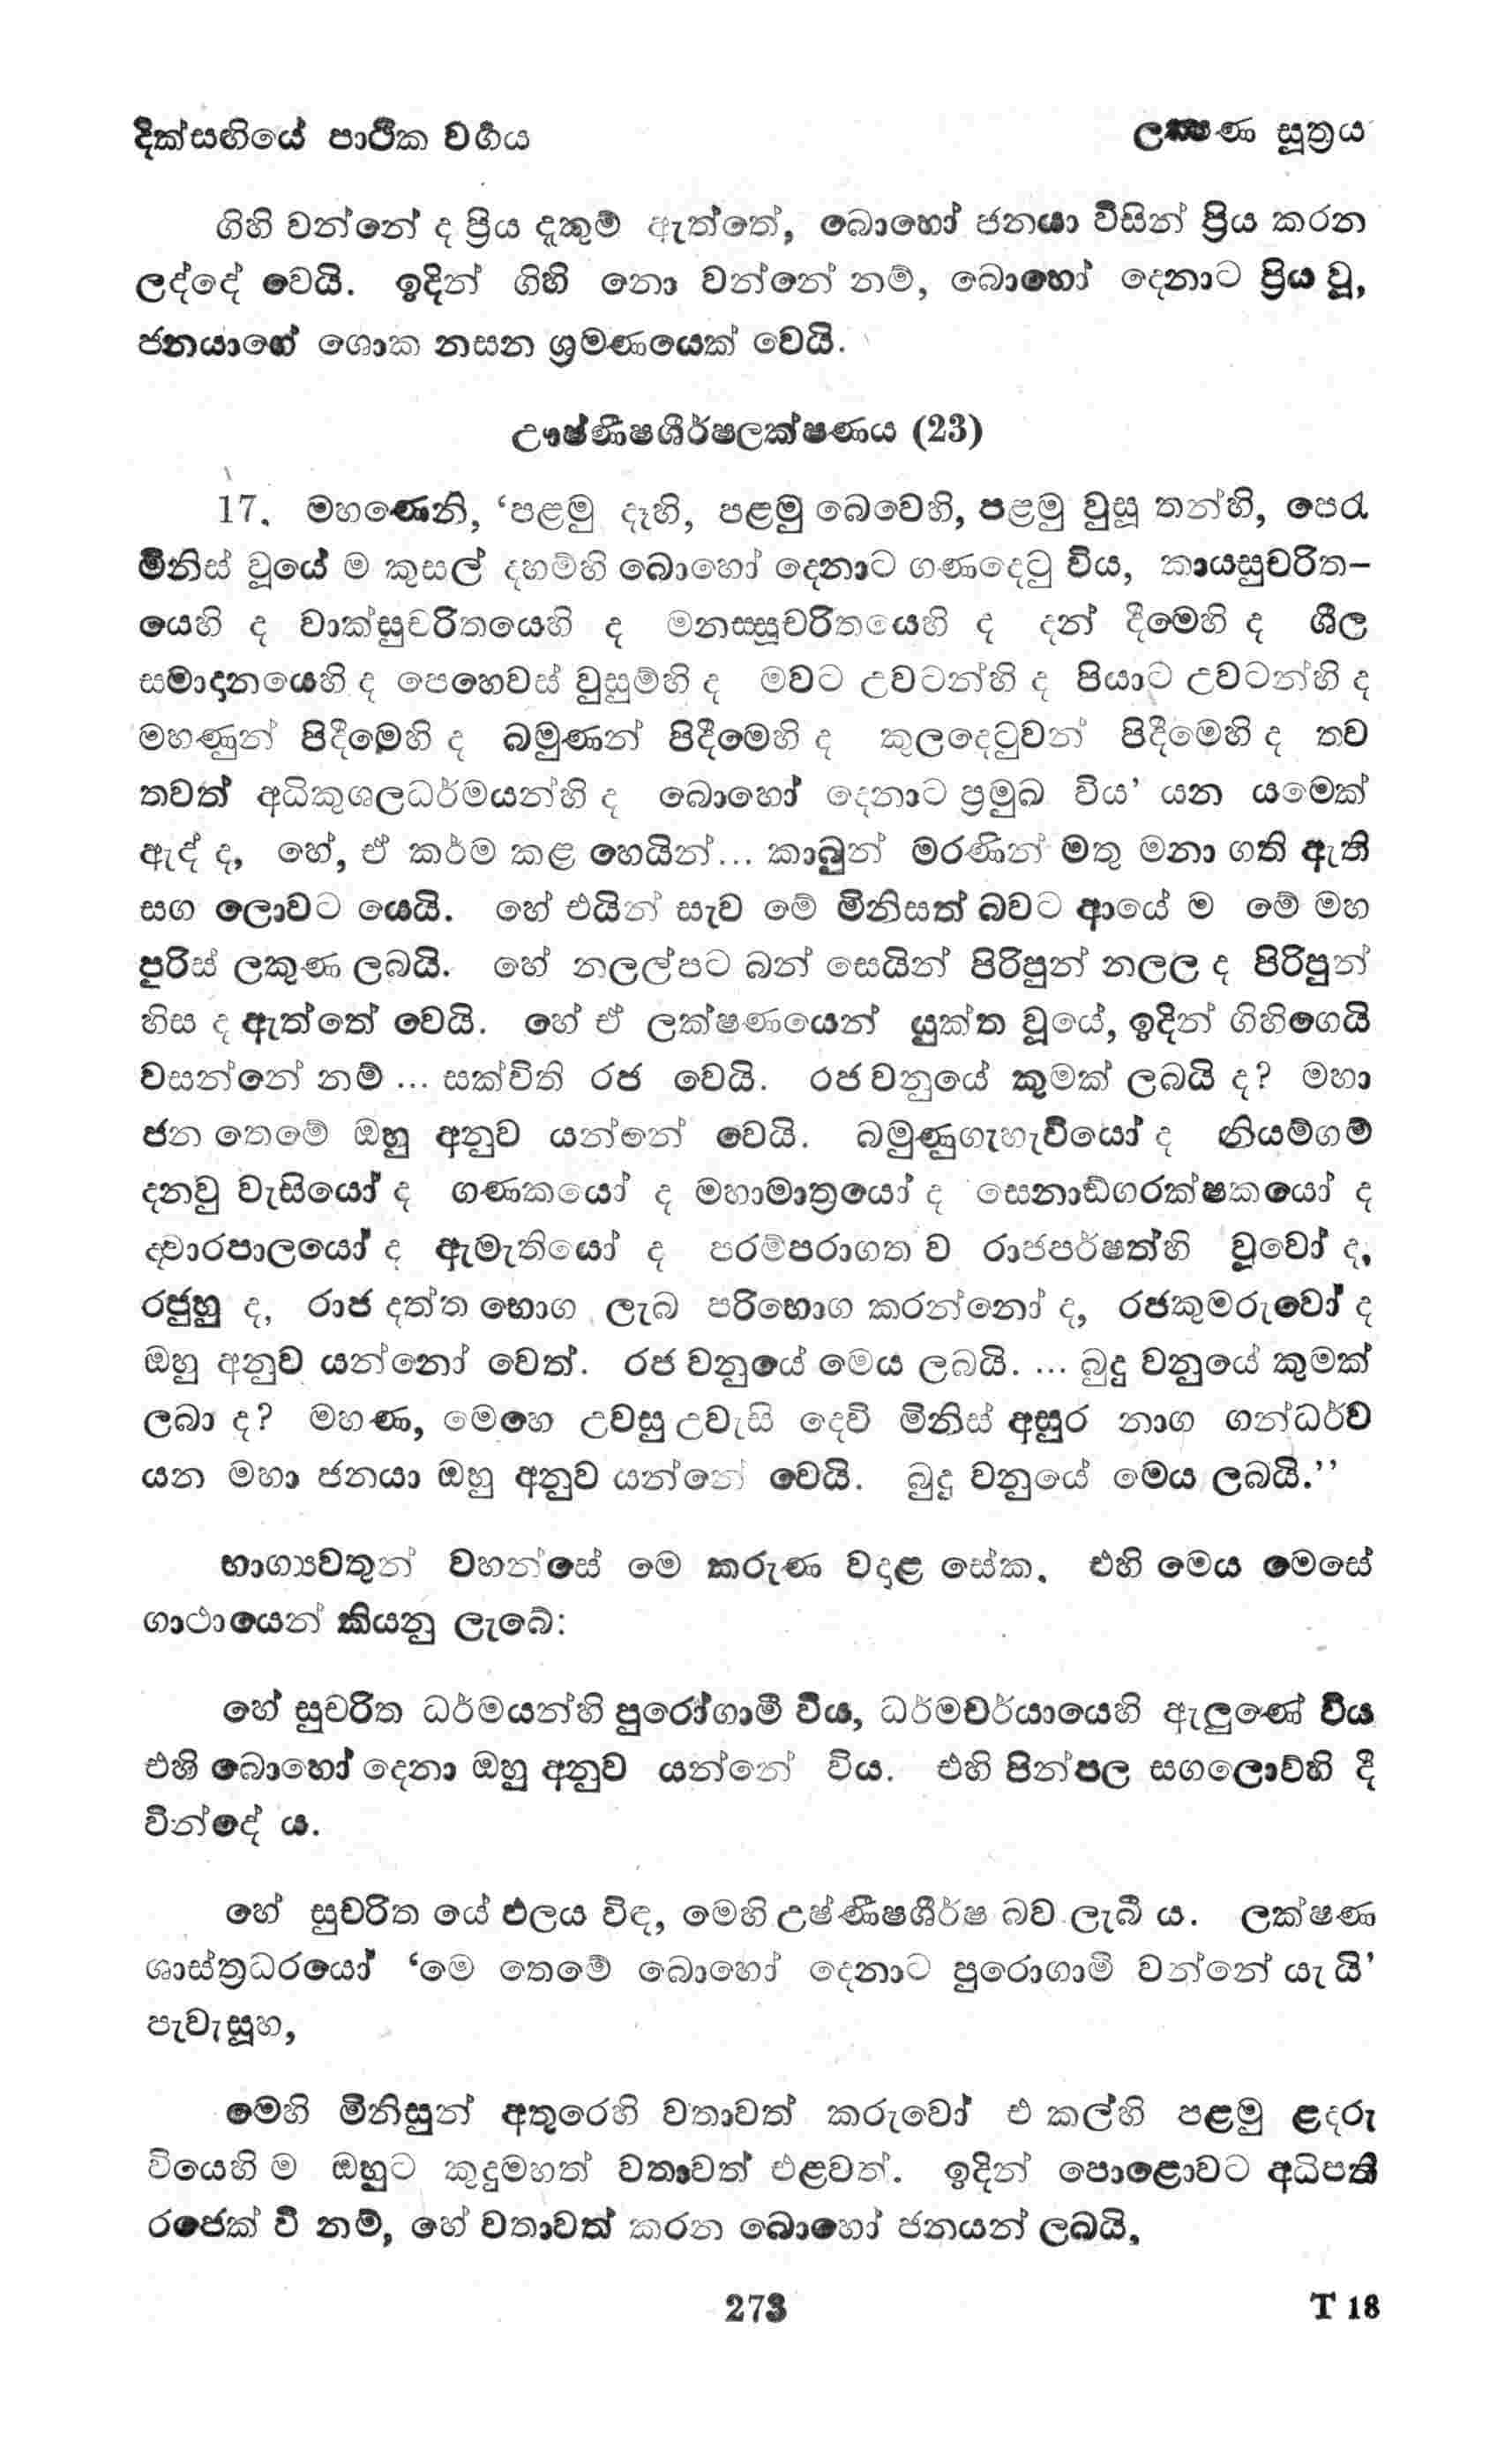 දික්සඟියේ පාර්ථික වර්ගය
ලක්ෂණ සූත්‍රය
ගිහි වන්නේ ද ප්‍රිය දැකුම් ඇත්තේ, බොහෝ ජනයා විසින් ප්‍රිය කරන
ලද්දේ වෙයි. ඉදින් ගිහි නො වන්නේ නම්, බොහෝ දෙනාට ප්‍රිය වූ,
ජනයාගේ ශොක නසන ශ්‍රමණයෙක් වෙයි.
ඌෂ්ණීෂශීර්ෂලක්ෂණය (23)
17. මහණෙනි, ‘පළමු දෑහි, පළමු බෙවෙහි, පළමු වුසූ තන්හි, පෙර
මිනිස් වූයේ ම කුසල් දහම්හි බොහෝ දෙනාට ගණදෙටු විය, කායසුචරිත–
යෙහි ද වාක්සුචරිතයෙහි ද මනඃසුචරිතයෙහි ද දන් දීමෙහි ද ශීල
සමාදානයෙහි ද පෙහෙවස් වුසුම්හි ද මවට උවටන්හි ද පියාට උවටන්හි ද
මහණුන් පිදීමෙහි ද බමුණන් පිදීමෙහි ද කුලදෙටුවන් පිදීමෙහි ද තව
තවත් අධිකුශලධර්මයන්හි ද බොහෝ දෙනාට ප්‍රමුඛ විය’ යන යමෙක්
ඇද් ද, හේ, ඒ කර්ම කළ හෙයින්... කාබුන් මරණින් මතු මනා ගති ඇති
සග ලොවට යෙයි. හේ එයින් සැව මේ මිනිසත් බවට ආයේ ම මේ මහ
පුරිස් ලකුණ ලබයි. හේ නලල්පට බන් සෙයින් පිරිපුන් නලල ද පිරිපුන්
හිස ද ඇත්තේ වෙයි. හේ ඒ ලක්ෂණයෙන් යුක්ත වූයේ, ඉදින් ගිහිගෙයි
වසන්නේ නම් ... සක්විති රජ වෙයි. රජ වනුයේ කුමක් ලබයි ද? මහා
ජන තෙමේ ඔහු අනුව යන්නේ වෙයි. බමුණුගැහැවියෝ ද නියම්ගම්
දනවු වැසියෝ ද ගණකයෝ ද මහාමාත්‍රයෝ ද සෙනාඞ්ගරක්ෂකයෝ ද
ද්වාරපාලයෝ ද ඇමැතියෝ ද පරම්පරාගත ව රාජපර්ෂත්හි වූවෝ ද,
රජුහු ද, රාජ දත්ත භොග ලැබ පරිභොග කරන්නෝ ද, රජකුමරුවෝ ද
ඔහු අනුව යන්නෝ වෙත්. රජ වනුයේ මෙය ලබයි. ... බුදු වනුයේ කුමක්
ලබා ද? මහණ, මෙහෙ උවසු උවැසි දෙවි මිනිස් අසුර නාග ගන්ධර්ව
යන මහා ජනයා ඔහු අනුව යන්නේ වෙයි. බුදු වනුයේ මෙය ලබයි.’’
භාග්‍යවතුන් වහන්සේ මෙ කරුණ වදාළ සේක. එහි මෙය මෙසේ
ගාථායෙන් කියනු ලැබේ:
හේ සුචරිත ධර්මයන්හි පුරෝගාමී විය, ධර්මචර්යායෙහි ඇලුණේ විය
එහි බොහෝ දෙනා ඔහු අනුව යන්නේ විය. එහි පින්පල සගලොව්හි දී
වින්දේ ය.
හේ සුචරිත යේ ඵලය විඳ, මෙහි උෂ්ණීෂශීර්ෂ බව ලැබී ය. ලක්ෂණ
ශාස්ත්‍රධරයෝ ‘මෙ තෙමේ බොහෝ දෙනාට පුරොගාමි වන්නේ යැ යි’
පැවැසූහ,
මෙහි මිනිසුන් අතුරෙහි වතාවත් කරුවෝ එ කල්හි පළමු ළදරු
වියෙහි ම ඔහුට කුදුමහත් වතාවත් එළවත්. ඉදින් පොළොවට අධිපති
රජෙක් වී නම්, හේ වතාවත් කරන බොහෝ ජනයන් ලබයි.
273
T 18